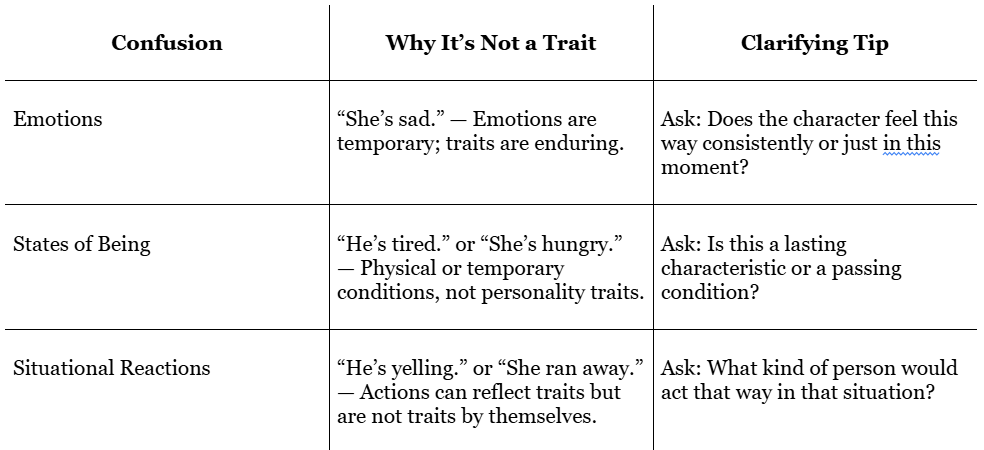 Confusion
Why It’s Not a Trait
Clarifying Tip
Emotions
“She’s sad.” — Emotions are
temporary; traits are enduring.
Ask: Does the character feel this
way consistently or just in this
moment?
States of Being
“He’s tired.” or “She’s hungry.”
— Physical or temporary
conditions, not personality traits.
Ask: Is this a lasting
characteristic or a passing
condition?
Situational Reactions
“He’s yelling.” or “She ran away.”
— Actions can reflect traits but
are not traits by themselves.
Ask: What kind of person would
act that way in that situation?